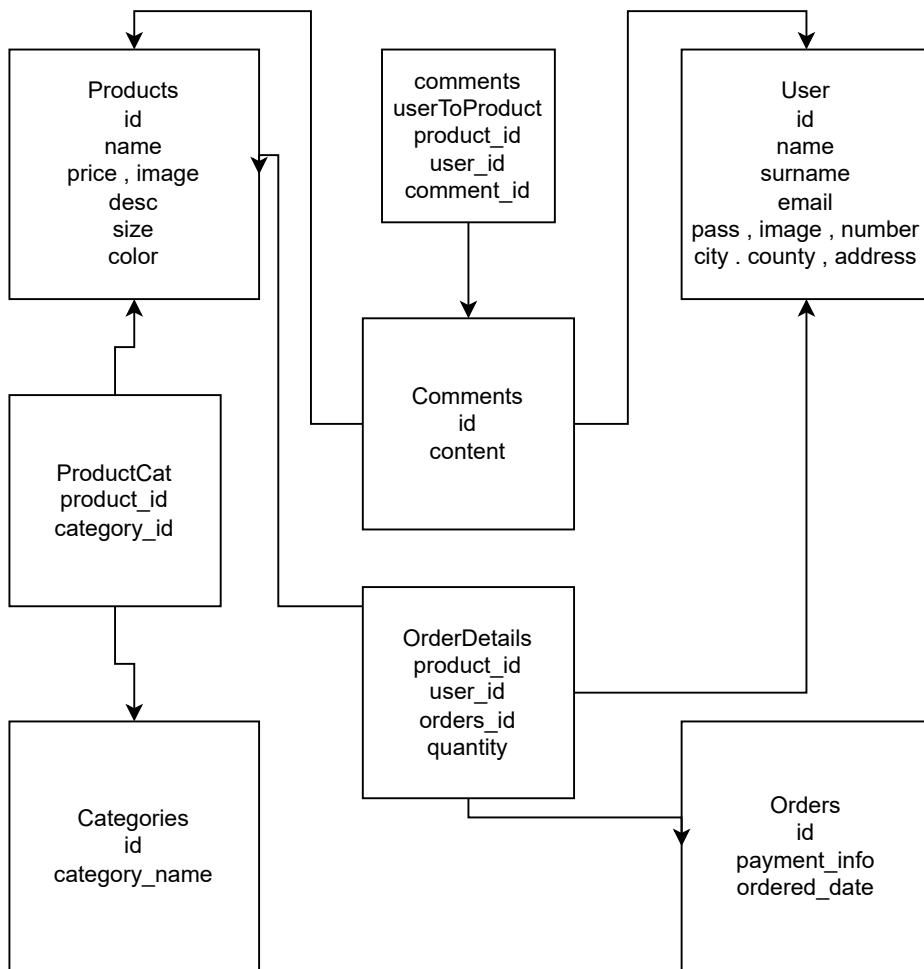 Products
id
name
price , image
desc
size
color
comments
userToProduct
product_id
user_id
comment_id
User
id
name
surname
email
pass , image , number
city . county , address
ProductCat
product_id
category_id
Comments
id
content
OrderDetails
product_id
user_id
orders_id
quantity
Categories
id
category_name
Orders
id
payment_info
ordered_date